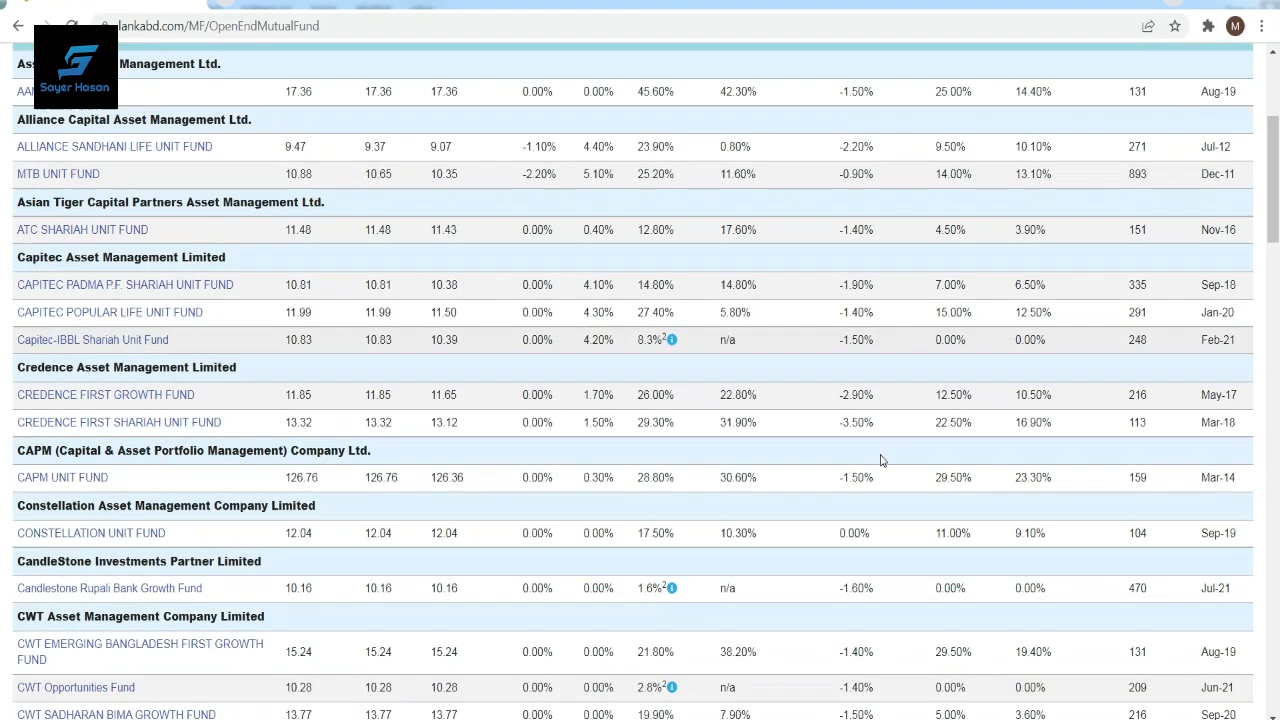 lankabd.com/MF/OpenEndMutualFund
M
Sayer Hasan
Management Ltd.
17.36 17.36 17.36 0.00% 0.00% 45.60% 42.30% -1.50% 25.00% 14.40% 131 Aug-19
Alliance Capital Asset Management Ltd.
ALLIANCE SANDHANI LIFE UNIT FUND 9.47 9.37 9.07 -1.10% 4.40% 23.90% 0.80% -2.20% 9.50% 10.10% 271 Jul-12
MTB UNIT FUND 10.88 10.65 10.35 -2.20% 5.10% 25.20% 11.60% -0.90% 14.00% 13.10% 893 Dec-11
Asian Tiger Capital Partners Asset Management Ltd.
ATC SHARIAH UNIT FUND 11.48 11.48 11.43 0.00% 0.40% 12.80% 17.60% -1.40% 4.50% 3.90% 151 Nov-16
Capitec Asset Management Limited
CAPITEC PADMA P.F. SHARIAH UNIT FUND 10.81 10.81 10.38 0.00% 4.10% 14.80% 14.80% -1.90% 7.00% 6.50% 335 Sep-18
CAPITEC POPULAR LIFE UNIT FUND 11.99 11.99 11.50 0.00% 4.30% 27.40% 5.80% -1.40% 15.00% 12.50% 291 Jan-20
Capitec-IBBL Shariah Unit Fund 10.83 10.83 10.39 0.00% 4.20% 8.3%2 n/a -1.50% 0.00% 0.00% 248 Feb-21
Credence Asset Management Limited
CREDENCE FIRST GROWTH FUND 11.85 11.85 11.65 0.00% 1.70% 26.00% 22.80% -2.90% 12.50% 10.50% 216 May-17
CREDENCE FIRST SHARIAH UNIT FUND 13.32 13.32 13.12 0.00% 1.50% 29.30% 31.90% -3.50% 22.50% 16.90% 113 Mar-18
CAPM (Capital & Asset Portfolio Management) Company Ltd.
CAPM UNIT FUND 126.76 126.76 126.36 0.00% 0.30% 28.80% 30.60% -1.50% 29.50% 23.30% 159 Mar-14
Constellation Asset Management Company Limited
CONSTELLATION UNIT FUND 12.04 12.04 12.04 0.00% 0.00% 17.50% 10.30% 0.00% 11.00% 9.10% 104 Sep-19
CandleStone Investments Partner Limited
Candlestone Rupali Bank Growth Fund 10.16 10.16 10.16 0.00% 0.00% 1.6%2 n/a -1.60% 0.00% 0.00% 470 Jul-21
CWT Asset Management Company Limited
CWT EMERGING BANGLADESH FIRST GROWTH
FUND 15.24 15.24 15.24 0.00% 0.00% 21.80% 38.20% -1.40% 29.50% 19.40% 131 Aug-19
CWT Opportunities Fund 10.28 10.28 10.28 0.00% 0.00% 2.8%2 n/a -1.40% 0.00% 0.00% 209 Jun-21
CWT SADHARAN BIMA GROWTH FUND 13.77 13.77 13.77 0.00% 0.00% 19.90% 7.90% -1.50% 5.00% 3.60% 216 Sep-20